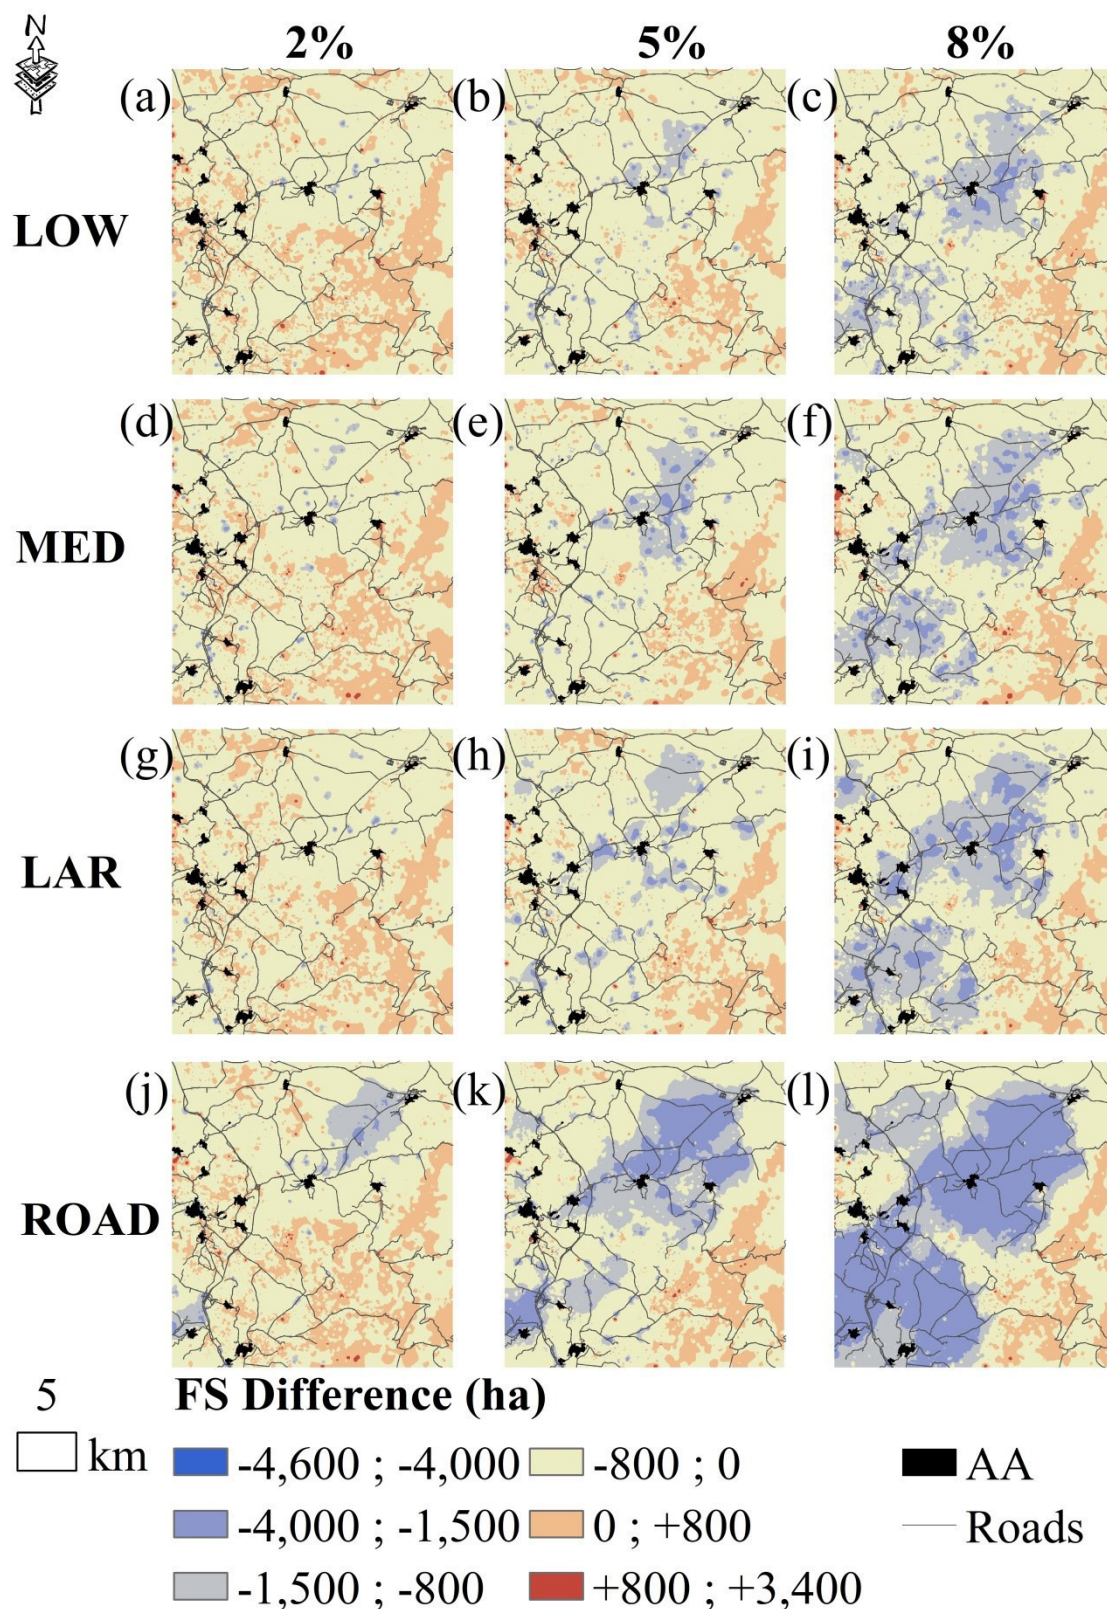 N
2% 5% 8%
(a) (b) (c)
LOW
(d) (e) (f)
MED
(g) (h) (i)
LAR
(j) (k) (l)
ROAD
5 FS Difference (ha)
km -4,600 ; -4,000 -800 ; 0 AA
-4,000 ; -1,500 0 ; +800 Roads
-1,500 ; -800 +800 ; +3,400